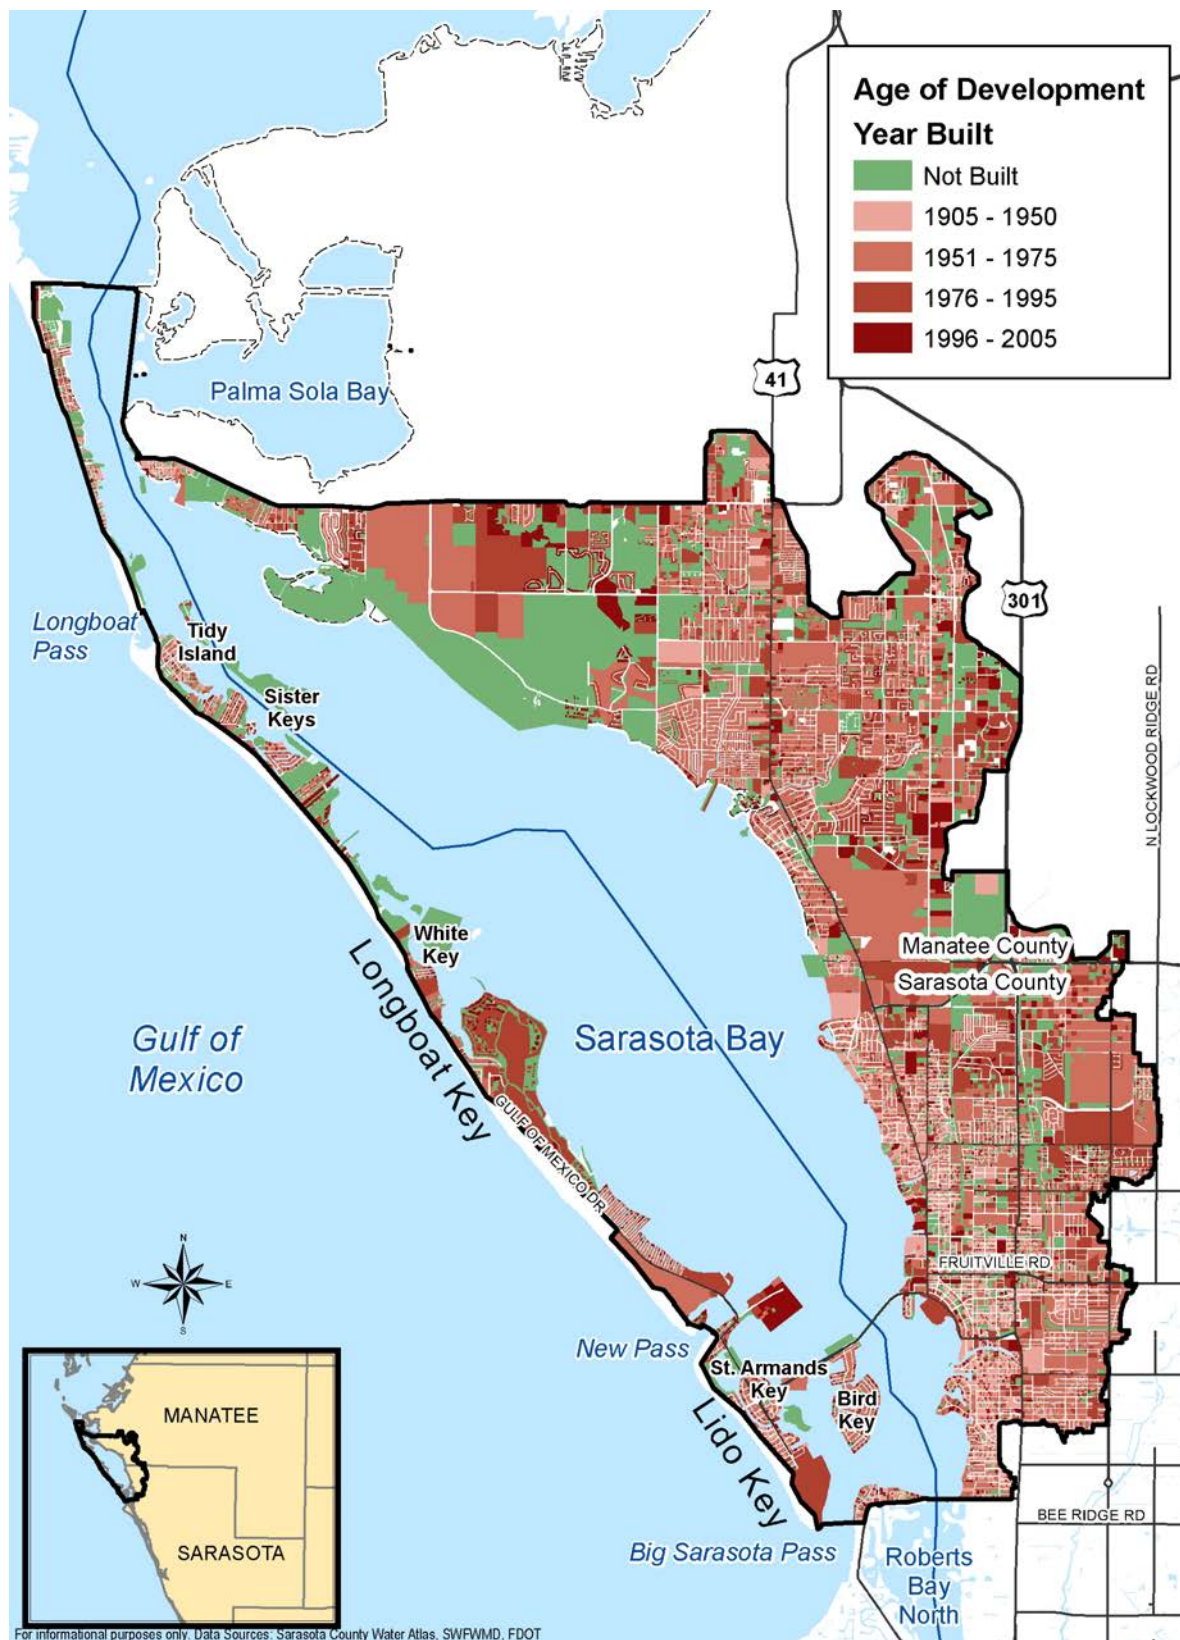 Age of Development
Year Built
Not Built
1905 - 1950
1951 - 1975
1976 - 1995
1996 - 2005
41
Palma Sola Bay
301
Longboat
Pass
Tidy
Island
Sister
Keys
N LOCKWOOD RIDGE RD
White
Key
Manatee County
Sarasota County
Longboat Key
Gulf of
Mexico
Sarasota Bay
GULF OF MEXICO DR
N
W
E
S
FRUITVILLE RD
New Pass
St. Armands
Key
Bird
Key
Lido Key
MANATEE
SARASOTA
BEE RIDGE RD
Big Sarasota Pass
Roberts
Bay
North
For informational purposes only. Data Sources: Sarasota County Water Atlas, SWFWMD, FDOT